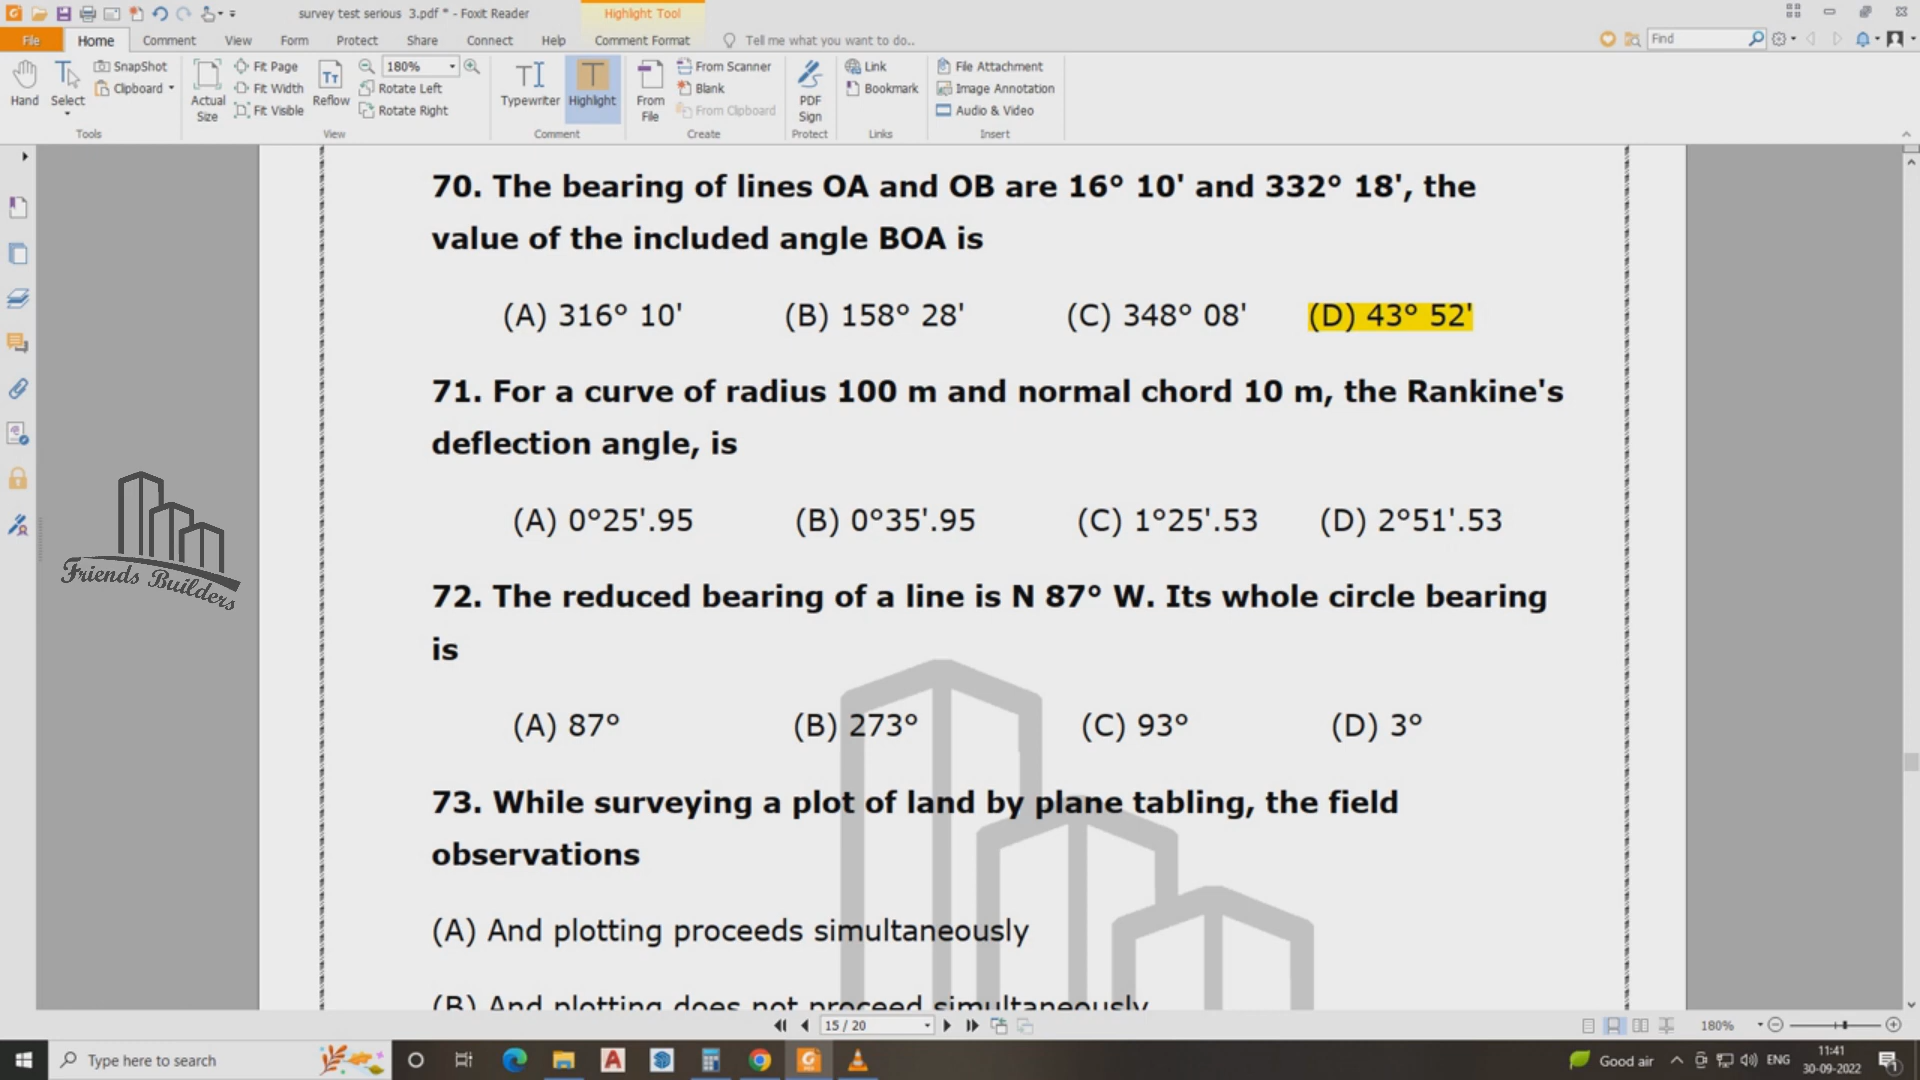 survey test serious 3.pdf * - Foxit Reader
Highlight Tool
File Home Comment View Form Protect Share Connect Help Comment Format Tell me what you want to do.. Find
Hand
Select
SnapShot
Clipboard
Tools
Actual Size
Fit Page
Fit Width
Fit Visible
Reflow
180%
Rotate Left
Rotate Right
View
Typewriter
Highlight
Comment
From File
From Scanner
Blank
From Clipboard
Create
PDF Sign
Protect
Link
Bookmark
Links
File Attachment
Image Annotation
Audio & Video
Insert
70. The bearing of lines OA and OB are 16° 10' and 332° 18', the
value of the included angle BOA is
(A) 316° 10' (B) 158° 28' (C) 348° 08' (D) 43° 52'
71. For a curve of radius 100 m and normal chord 10 m, the Rankine's
deflection angle, is
(A) 0°25'.95 (B) 0°35'.95 (C) 1°25'.53 (D) 2°51'.53
72. The reduced bearing of a line is N 87° W. Its whole circle bearing
is
(A) 87° (B) 273° (C) 93° (D) 3°
73. While surveying a plot of land by plane tabling, the field
observations
(A) And plotting proceeds simultaneously
(B) And plotting does not proceed simultaneously
Friends Builders
15 / 20
180%
Type here to search
Good air
ENG
11:41
30-09-2022